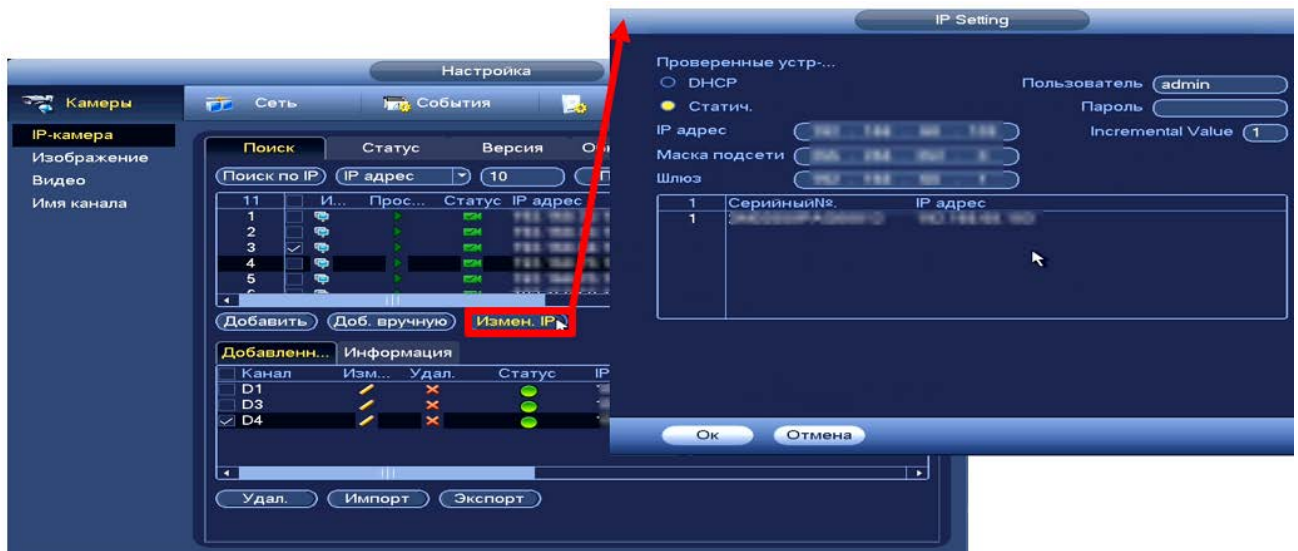 Настройка
Камеры
Сеть
События
IP-камера
Изображение
Видео
Имя канала
Поиск Статус Версия
Поиск по IP IP адрес 10
11 И... Прос... Статус IP адрес
1
2
3
4
5
Добавить Доб. вручную Измен. IP
Добавленн... Информация
Канал Изм... Удал. Статус IP
D1
D3
D4
Удал. Импорт Экспорт
IP Setting
Проверенные устр-...
DHCP Пользователь admin
Статич. Пароль
IP адрес Incremental Value 1
Маска подсети
Шлюз
1 Серийный№. IP адрес
1
Ок Отмена